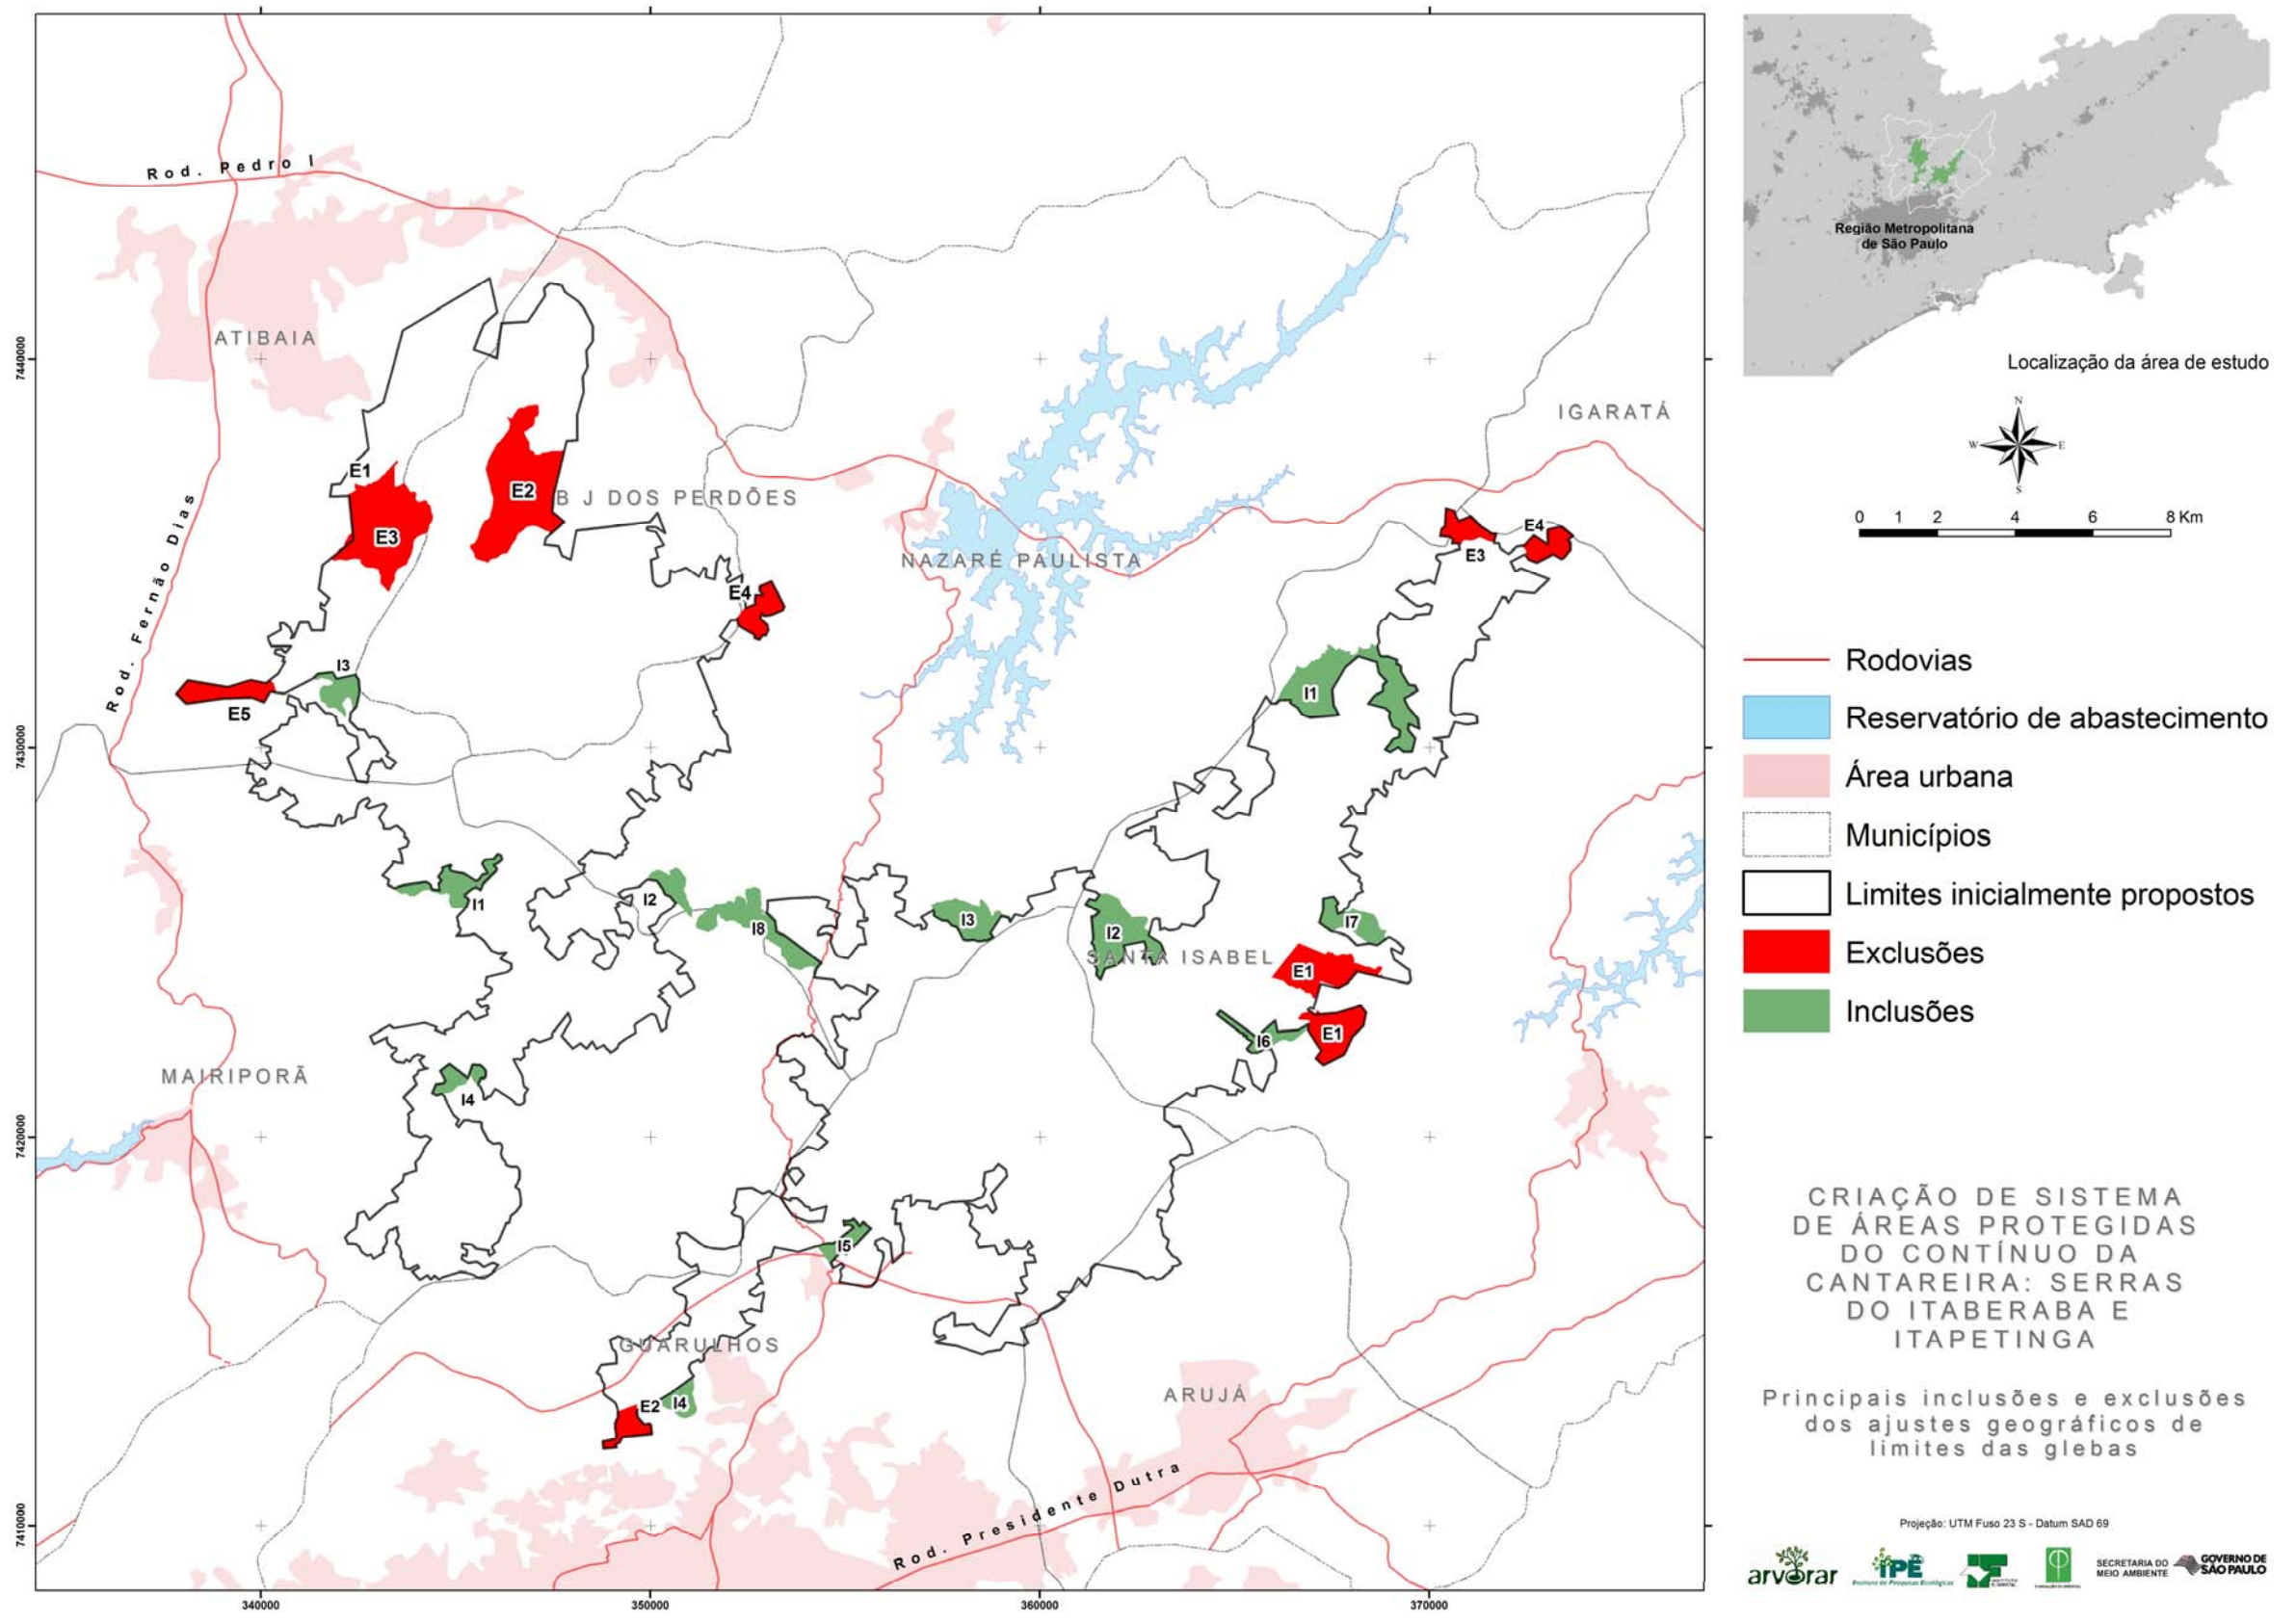 Rod. Pedro I
ATIBAIA
Rod. Fernão Dias
E1
E3
E2
B J DOS PERDÕES
E4
I3
E5
NAZARÉ PAULISTA
IGARATÁ
E3
E4
I1
I1
I2
I8
I3
I2
SANTA ISABEL
I7
E1
E1
I6
MAIRIPORÃ
I4
I5
GUARULHOS
E2
I4
ARUJÁ
Rod. Presidente Dutra
7440000
7430000
7420000
7410000
340000
350000
360000
370000
Região Metropolitana
de São Paulo
Localização da área de estudo
N
W
E
S
0 1 2 4 6 8 Km
Rodovias
Reservatório de abastecimento
Área urbana
Municípios
Limites inicialmente propostos
Exclusões
Inclusões
CRIAÇÃO DE SISTEMA
DE ÁREAS PROTEGIDAS
DO CONTÍNUO DA
CANTAREIRA: SERRAS
DO ITABERABA E
ITAPETINGA
Principais inclusões e exclusões
dos ajustes geográficos de
limites das glebas
Projeção: UTM Fuso 23 S - Datum SAD 69
arvorar
IPÊ
Instituto de Pesquisas Ecológicas
SECRETARIA DO
MEIO AMBIENTE
GOVERNO DE
SÃO PAULO